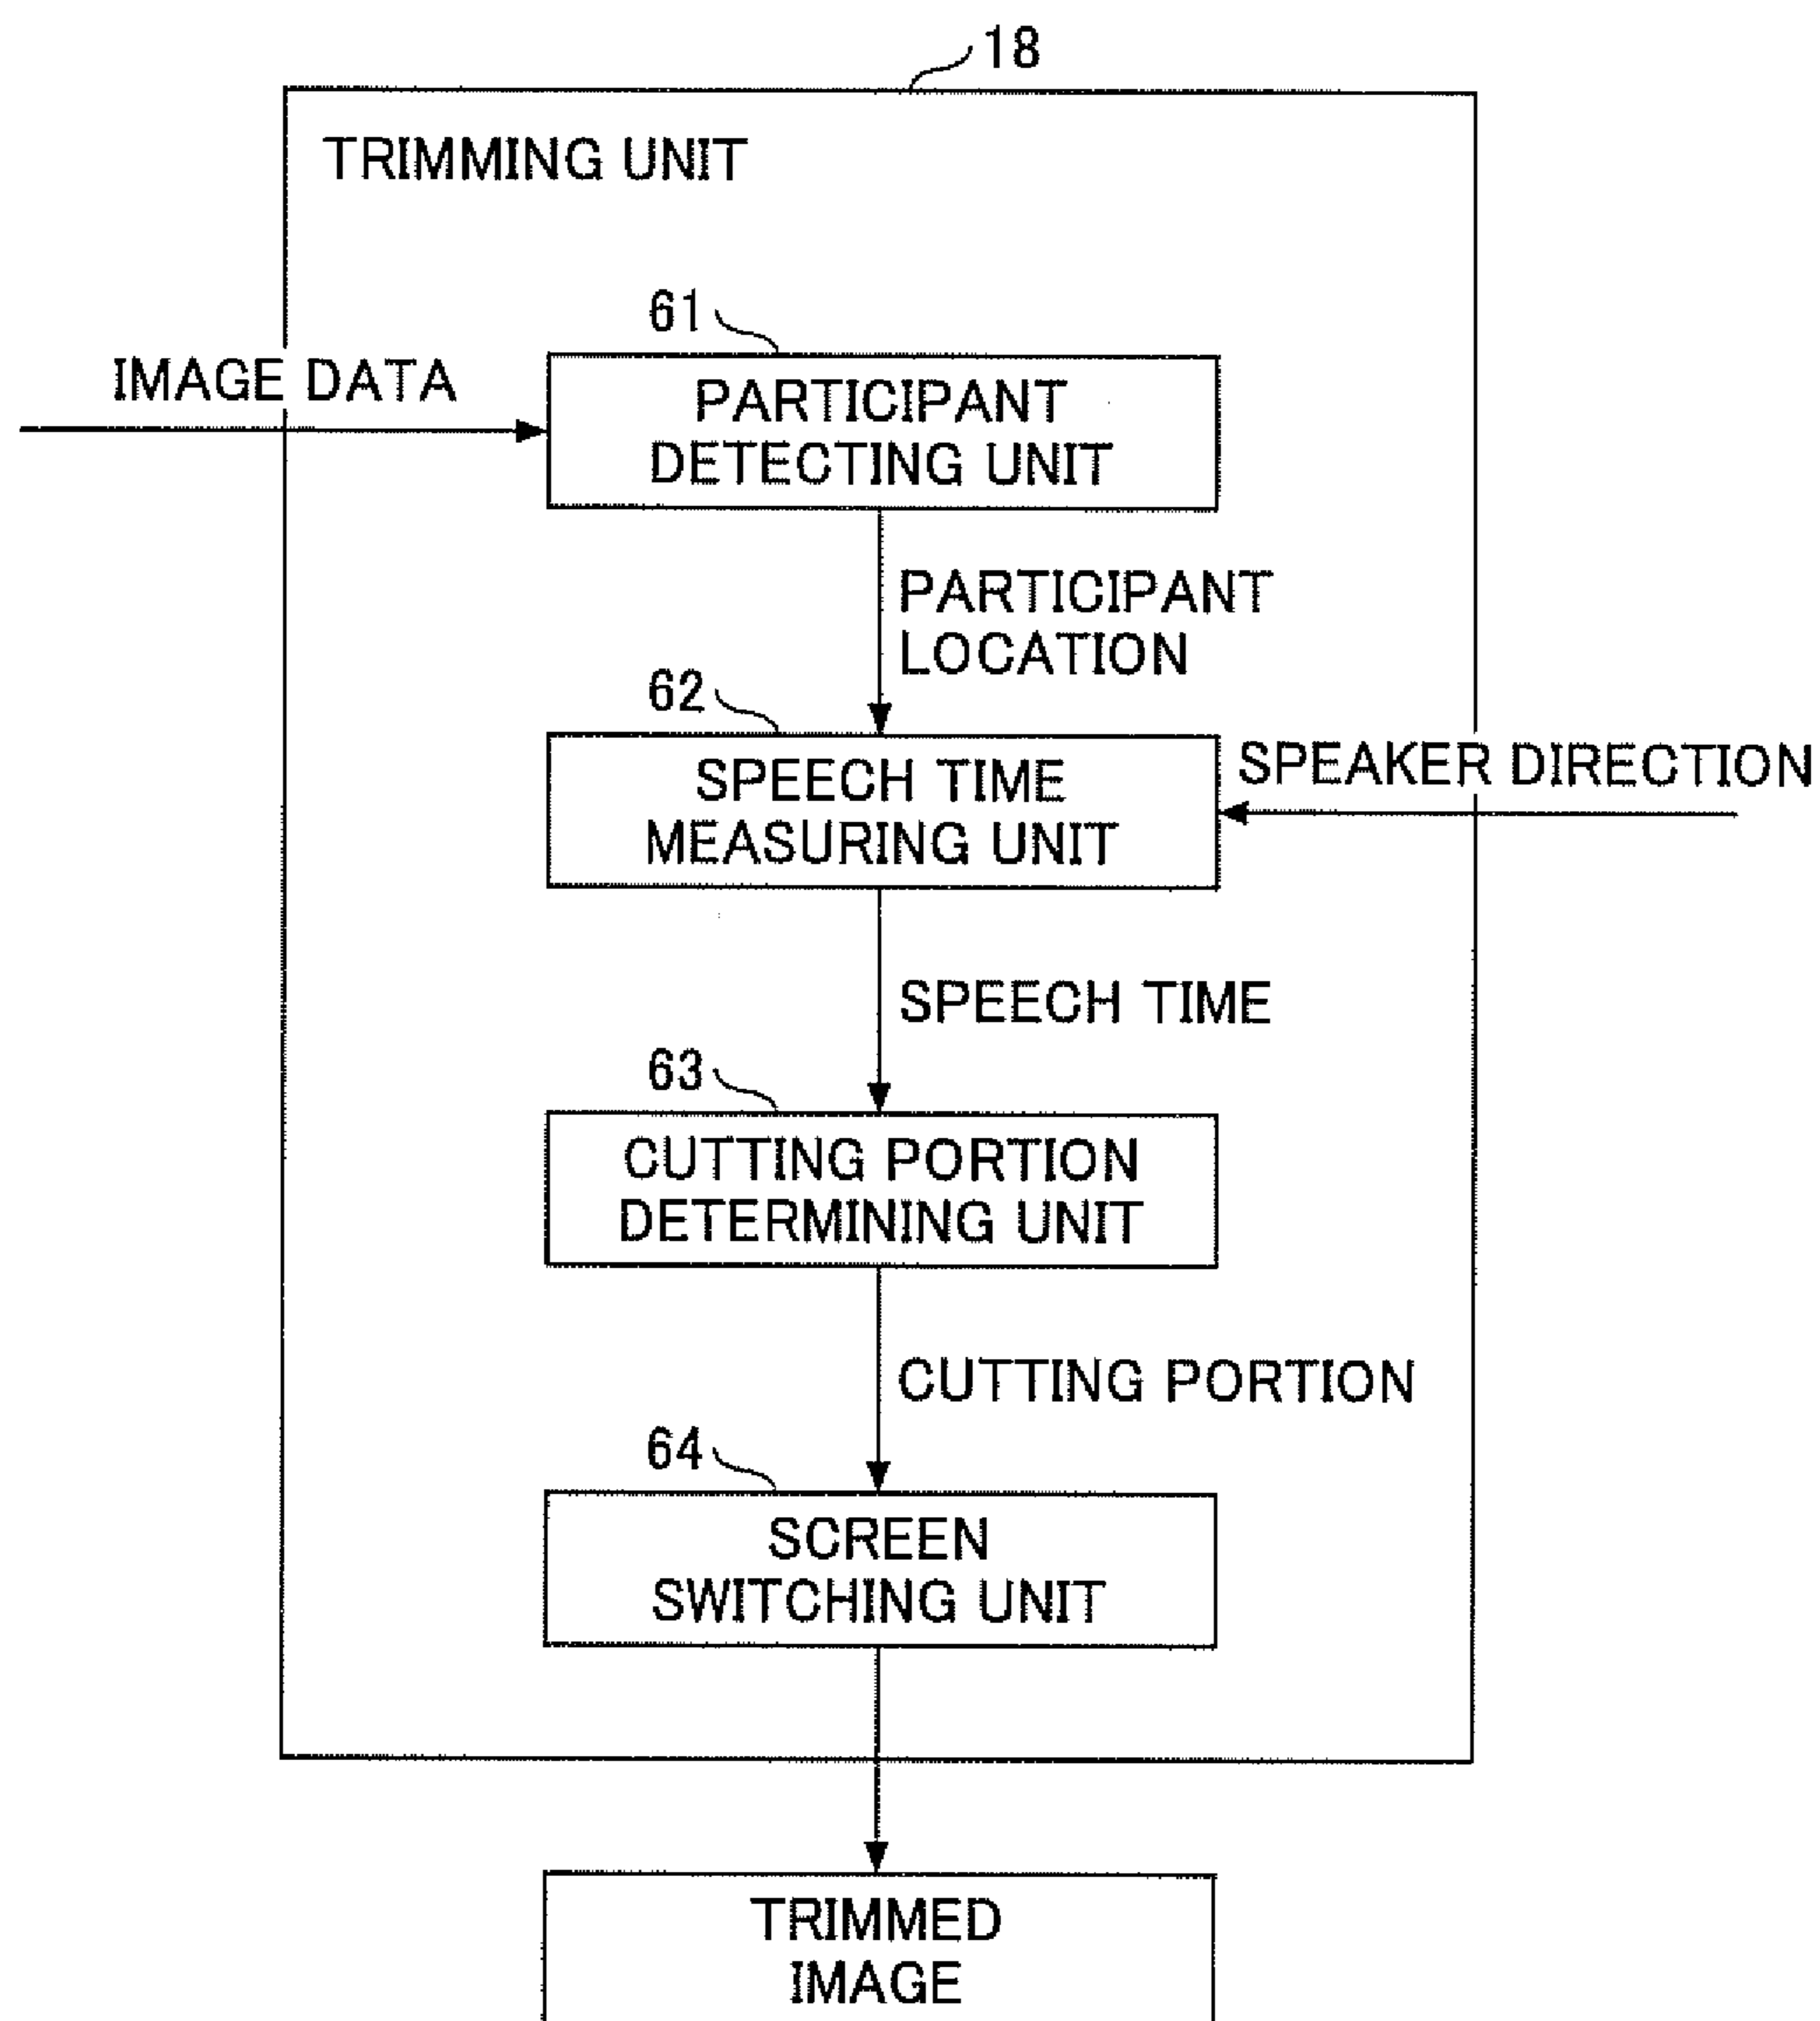 18
TRIMMING UNIT
61
IMAGE DATA
PARTICIPANT
DETECTING UNIT
PARTICIPANT
LOCATION
62
SPEECH TIME
MEASURING UNIT
SPEAKER DIRECTION
SPEECH TIME
63
CUTTING PORTION
DETERMINING UNIT
CUTTING PORTION
64
SCREEN
SWITCHING UNIT
TRIMMED
IMAGE